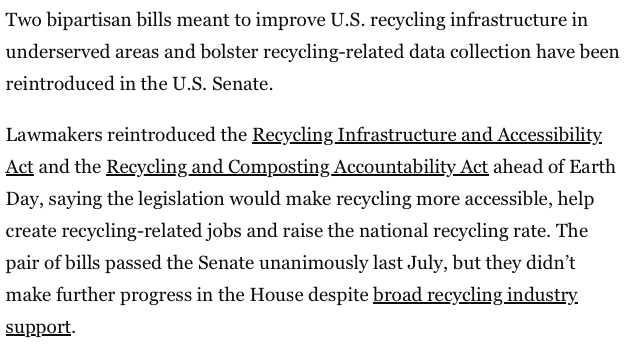 Two bipartisan bills meant to improve U.S. recycling infrastructure in
underserved areas and bolster recycling-related data collection have been
reintroduced in the U.S. Senate.
Lawmakers reintroduced the Recycling Infrastructure and Accessibility
Act and the Recycling and Composting Accountability Act ahead of Earth
Day, saying the legislation would make recycling more accessible, help
create recycling-related jobs and raise the national recycling rate. The
pair of bills passed the Senate unanimously last July, but they didn’t
make further progress in the House despite broad recycling industry
support.